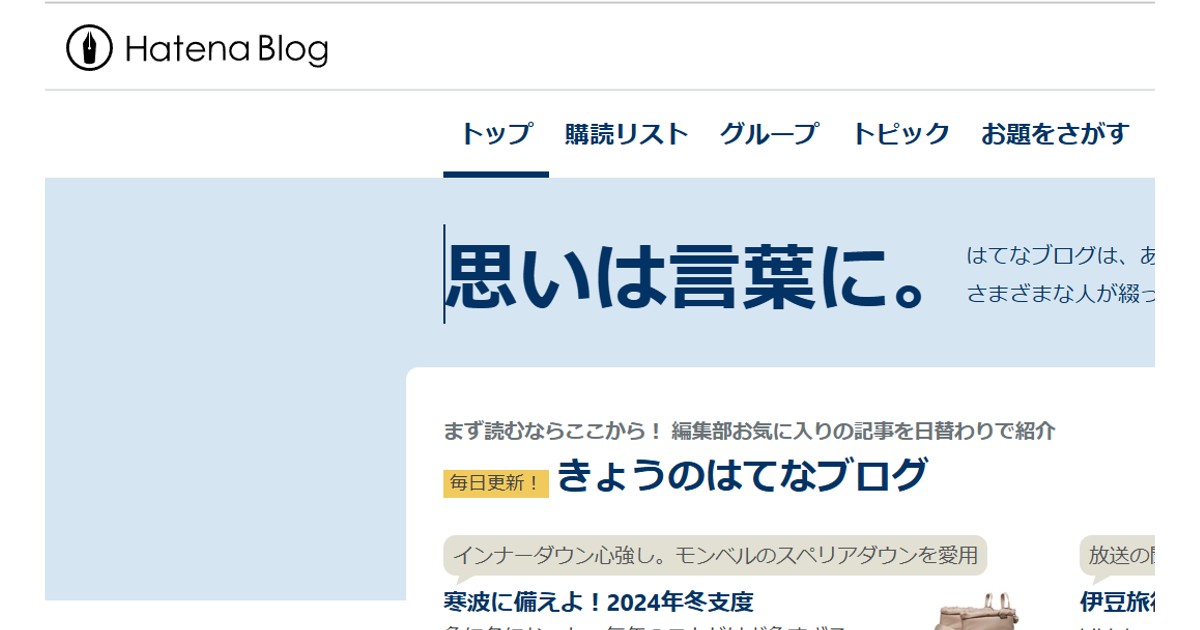 Hatena Blog
トップ 購読リスト グループ トピック お題をさがす
思いは言葉に。
はてなブログは、あ
さまざまな人が綴っ
まず読むならここから！ 編集部お気に入りの記事を日替わりで紹介
毎日更新！ きょうのはてなブログ
インナーダウン心強し。モンベルのスペリアダウンを愛用
放送の
寒波に備えよ！2024年冬支度
伊豆旅